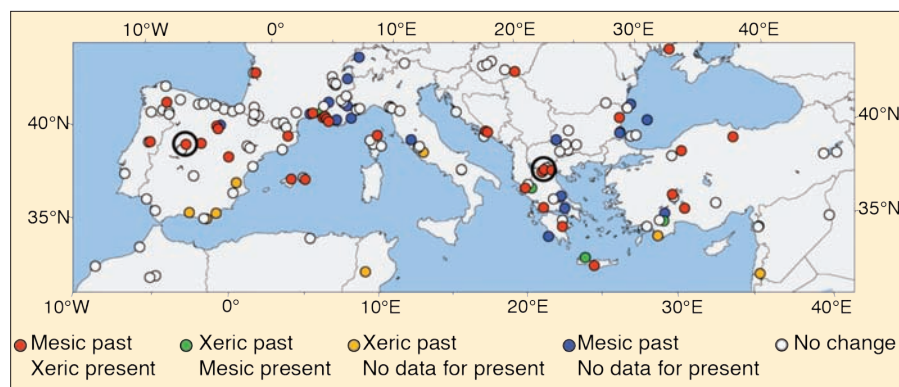 10°W 0° 10°E 20°E 30°E 40°E
40°N 40°N
35°N 35°N
10°W 0° 10°E 20°E 30°E 40°E
Mesic past Xeric past Xeric past Mesic past No change
Xeric present Mesic present No data for present No data for present